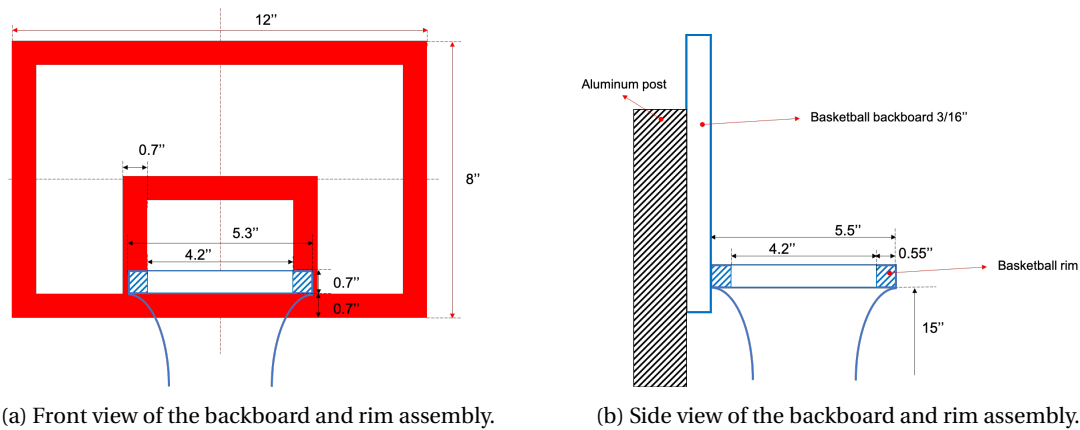 12’’
0.7’’
8’’
5.3’’
4.2’’
0.7’’
0.7’’
(a) Front view of the backboard and rim assembly.
Aluminum post
Basketball backboard 3/16’’
5.5’’
4.2’’
0.55’’
Basketball rim
15’’
(b) Side view of the backboard and rim assembly.